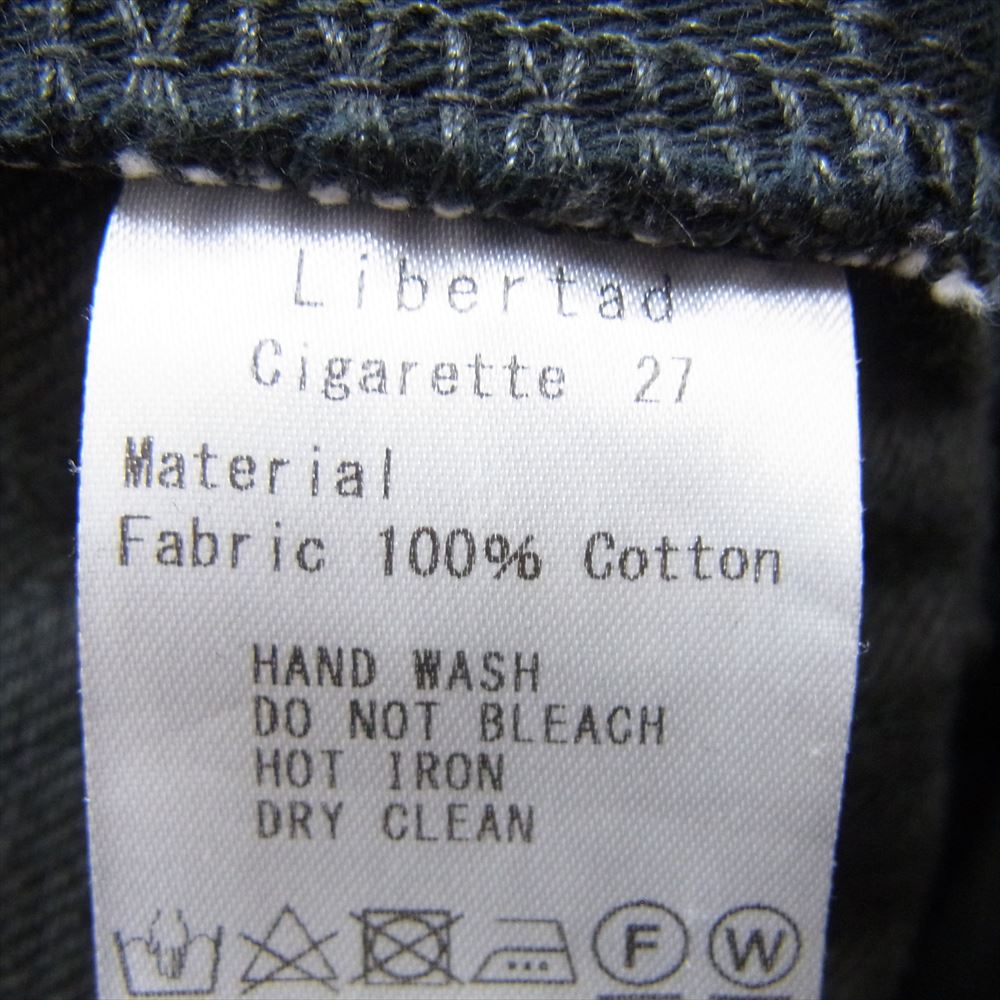 Libertad
Cigarette 27
Material
Fabric 100% Cotton
HAND WASH
DO NOT BLEACH
HOT IRON
DRY CLEAN
F W